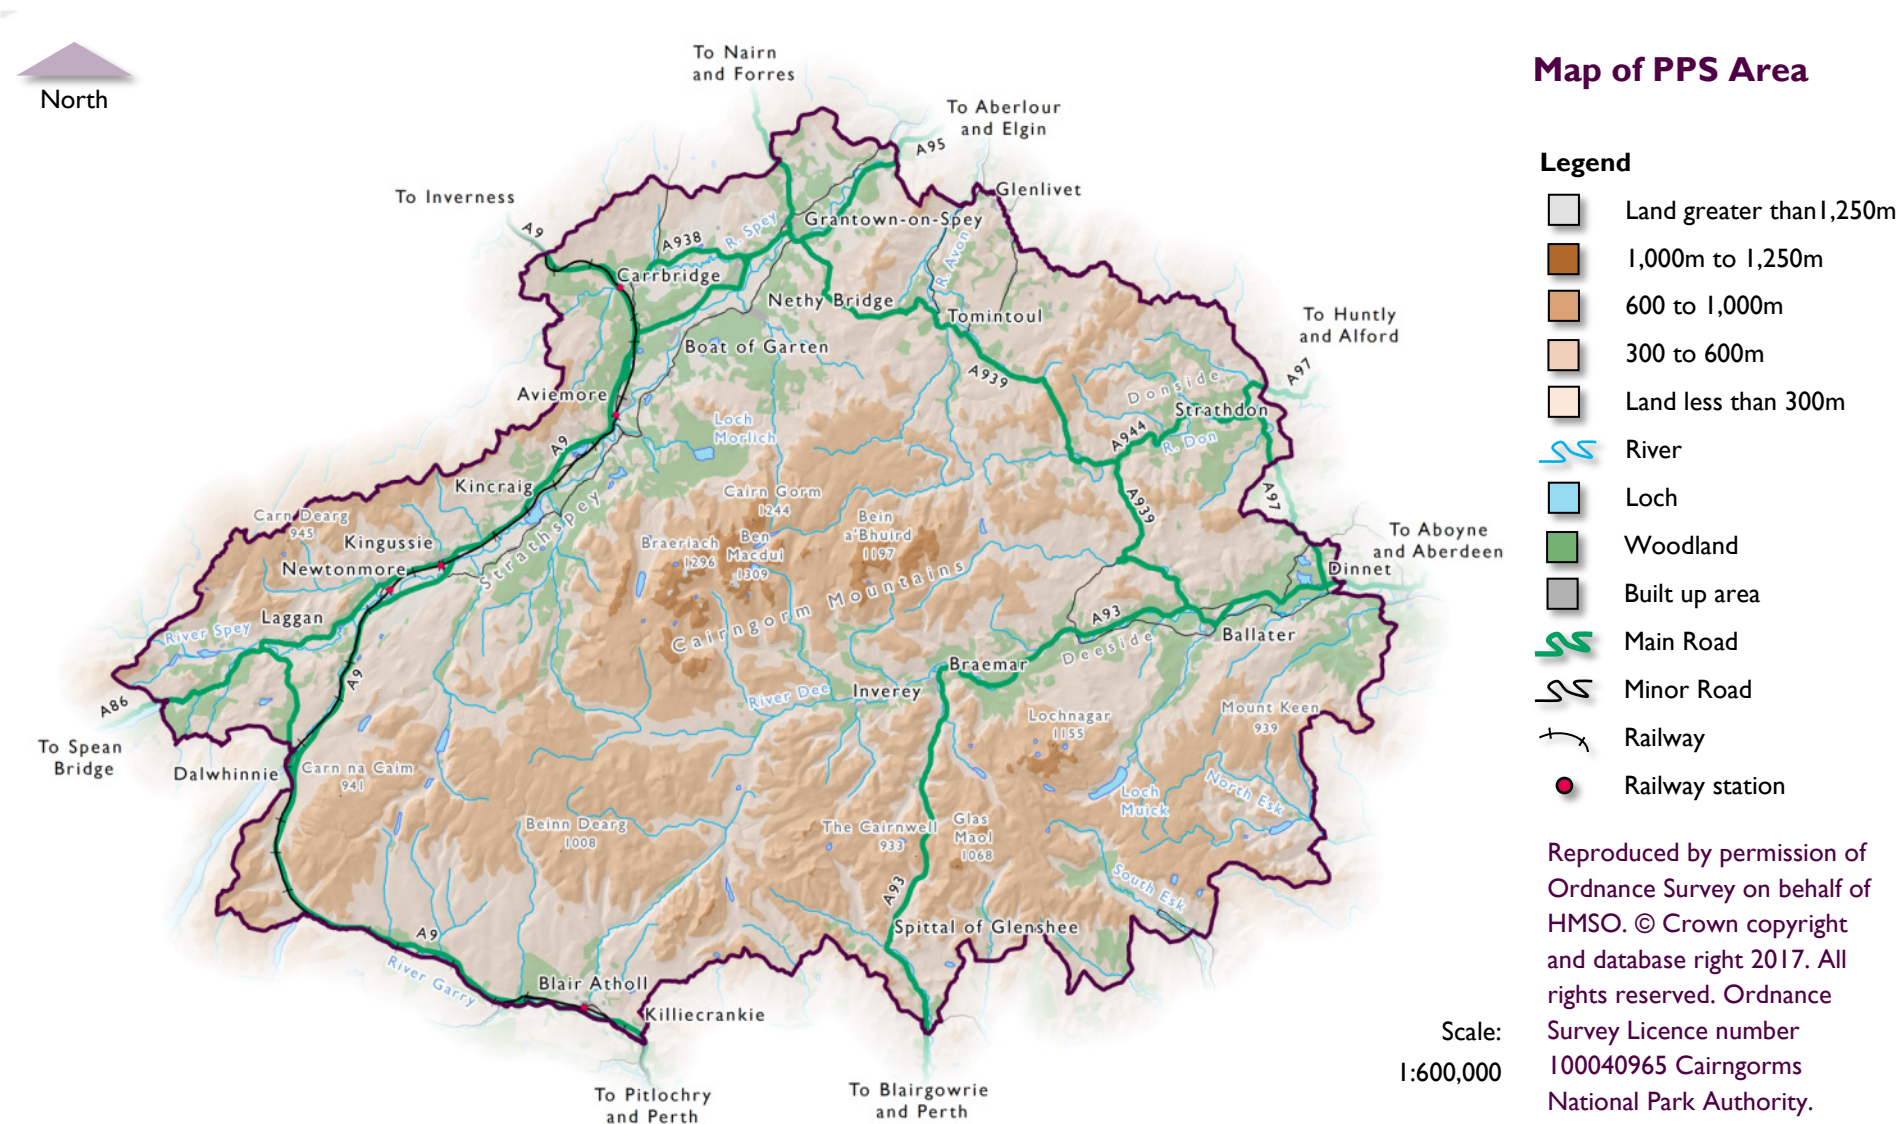 North
To Nairn
and Forres
To Aberlour
and Elgin
A95
To Inverness
A9
Glenlivet
Grantown-on-Spey
A938
R. Spey
R. Avon
Carrbridge
Nethy Bridge
Tomintoul
To Huntly
and Alford
Boat of Garten
A939
A97
Aviemore
Donside
Strathdon
Loch
Morlich
A944
R. Don
A9
Kincraig
Cairn Gorm
1244
A939
A97
Carn Dearg
945
Strathspey
Bein
a'Bhuird
1197
To Aboyne
and Aberdeen
Kingussie
Braeriach
1296
Ben
Macdui
1309
Newtonmore
Dinnet
Cairngorm Mountains
Laggan
River Spey
A93
Ballater
Deeside
Braemar
A9
River Dee
Inverey
A86
Lochnagar
1155
Mount Keen
939
To Spean
Bridge
Dalwhinnie
Carn na Caim
941
Loch
Muick
North Esk
Beinn Dearg
1008
The Cairnwell
933
Glas
Maol
1068
A93
South Esk
A9
Spittal of Glenshee
River Garry
Blair Atholl
Killiecrankie
To Pitlochry
and Perth
To Blairgowrie
and Perth
Scale:
1:600,000
Map of PPS Area
Legend
Land greater than1,250m
1,000m to 1,250m
600 to 1,000m
300 to 600m
Land less than 300m
River
Loch
Woodland
Built up area
Main Road
Minor Road
Railway
Railway station
Reproduced by permission of
Ordnance Survey on behalf of
HMSO. © Crown copyright
and database right 2017. All
rights reserved. Ordnance
Survey Licence number
100040965 Cairngorms
National Park Authority.